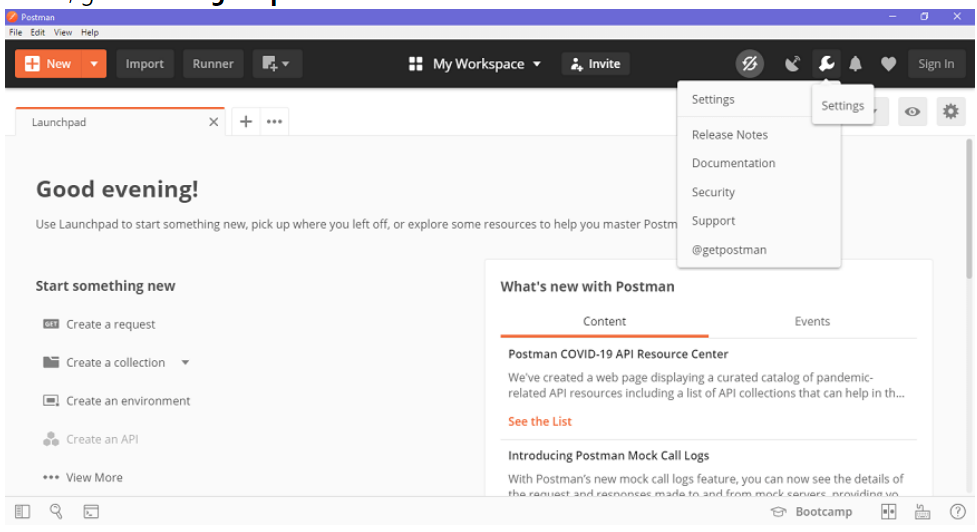 Postman
File Edit View Help
New Import Runner My Workspace Invite Sign In
Settings
Settings
Launchpad
Release Notes
Documentation
Security
Support
@getpostman
Good evening!
Use Launchpad to start something new, pick up where you left off, or explore some resources to help you master Postm
Start something new
GET Create a request
Create a collection
Create an environment
Create an API
View More
What's new with Postman
Content Events
Postman COVID-19 API Resource Center
We've created a web page displaying a curated catalog of pandemic-
related API resources including a list of API collections that can help in th...
See the List
Introducing Postman Mock Call Logs
With Postman's new mock call logs feature, you can now see the details of
the request and responses made to and from mock servers, providing yo
Bootcamp